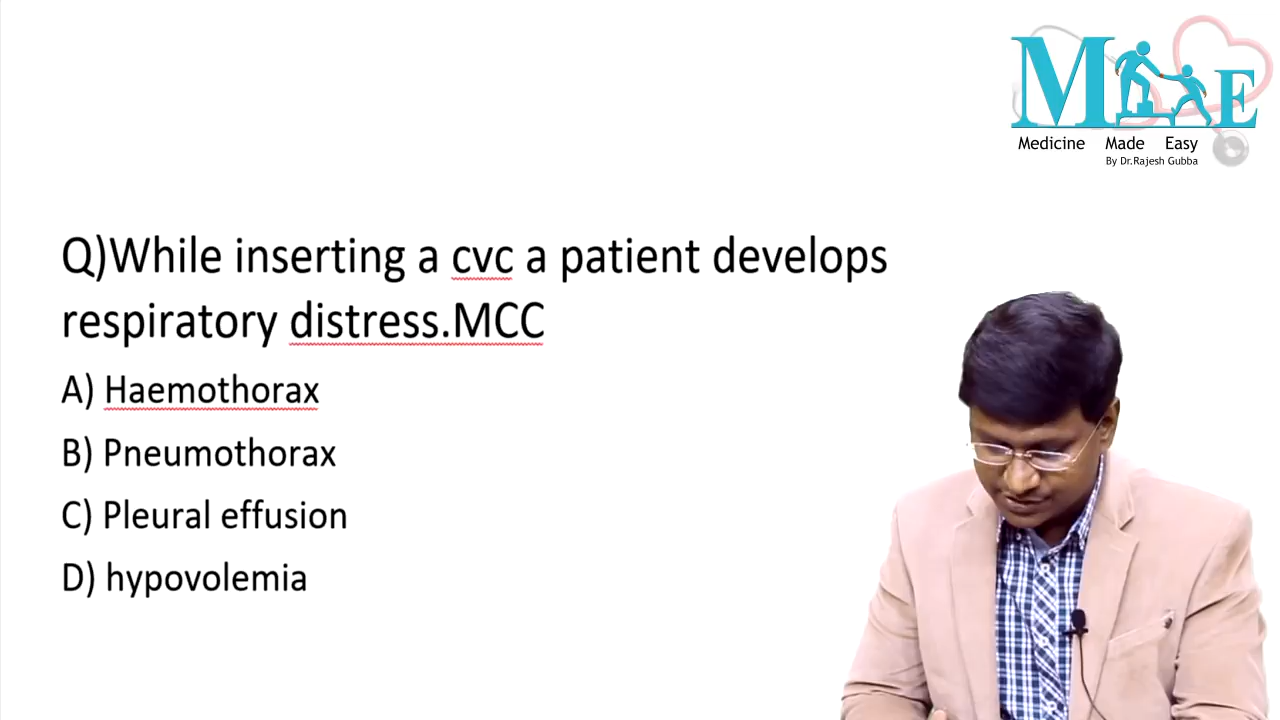 M E
Medicine Made Easy
By Dr.Rajesh Gubba
Q)While inserting a cvc a patient develops
respiratory distress.MCC
A) Haemothorax
B) Pneumothorax
C) Pleural effusion
D) hypovolemia